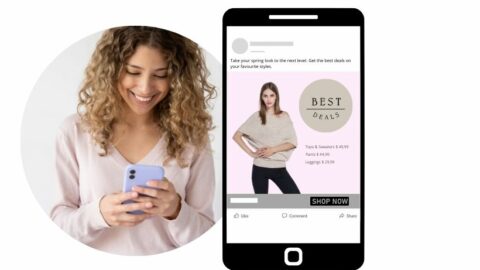 Take your spring look to the next level. Get the best deals on
your favourite styles.
BEST
DEALS
Tops & Sweaters $ 49,99
Pants $ 44,99
Leggings $ 29,99
SHOP NOW
Like
Comment
Share